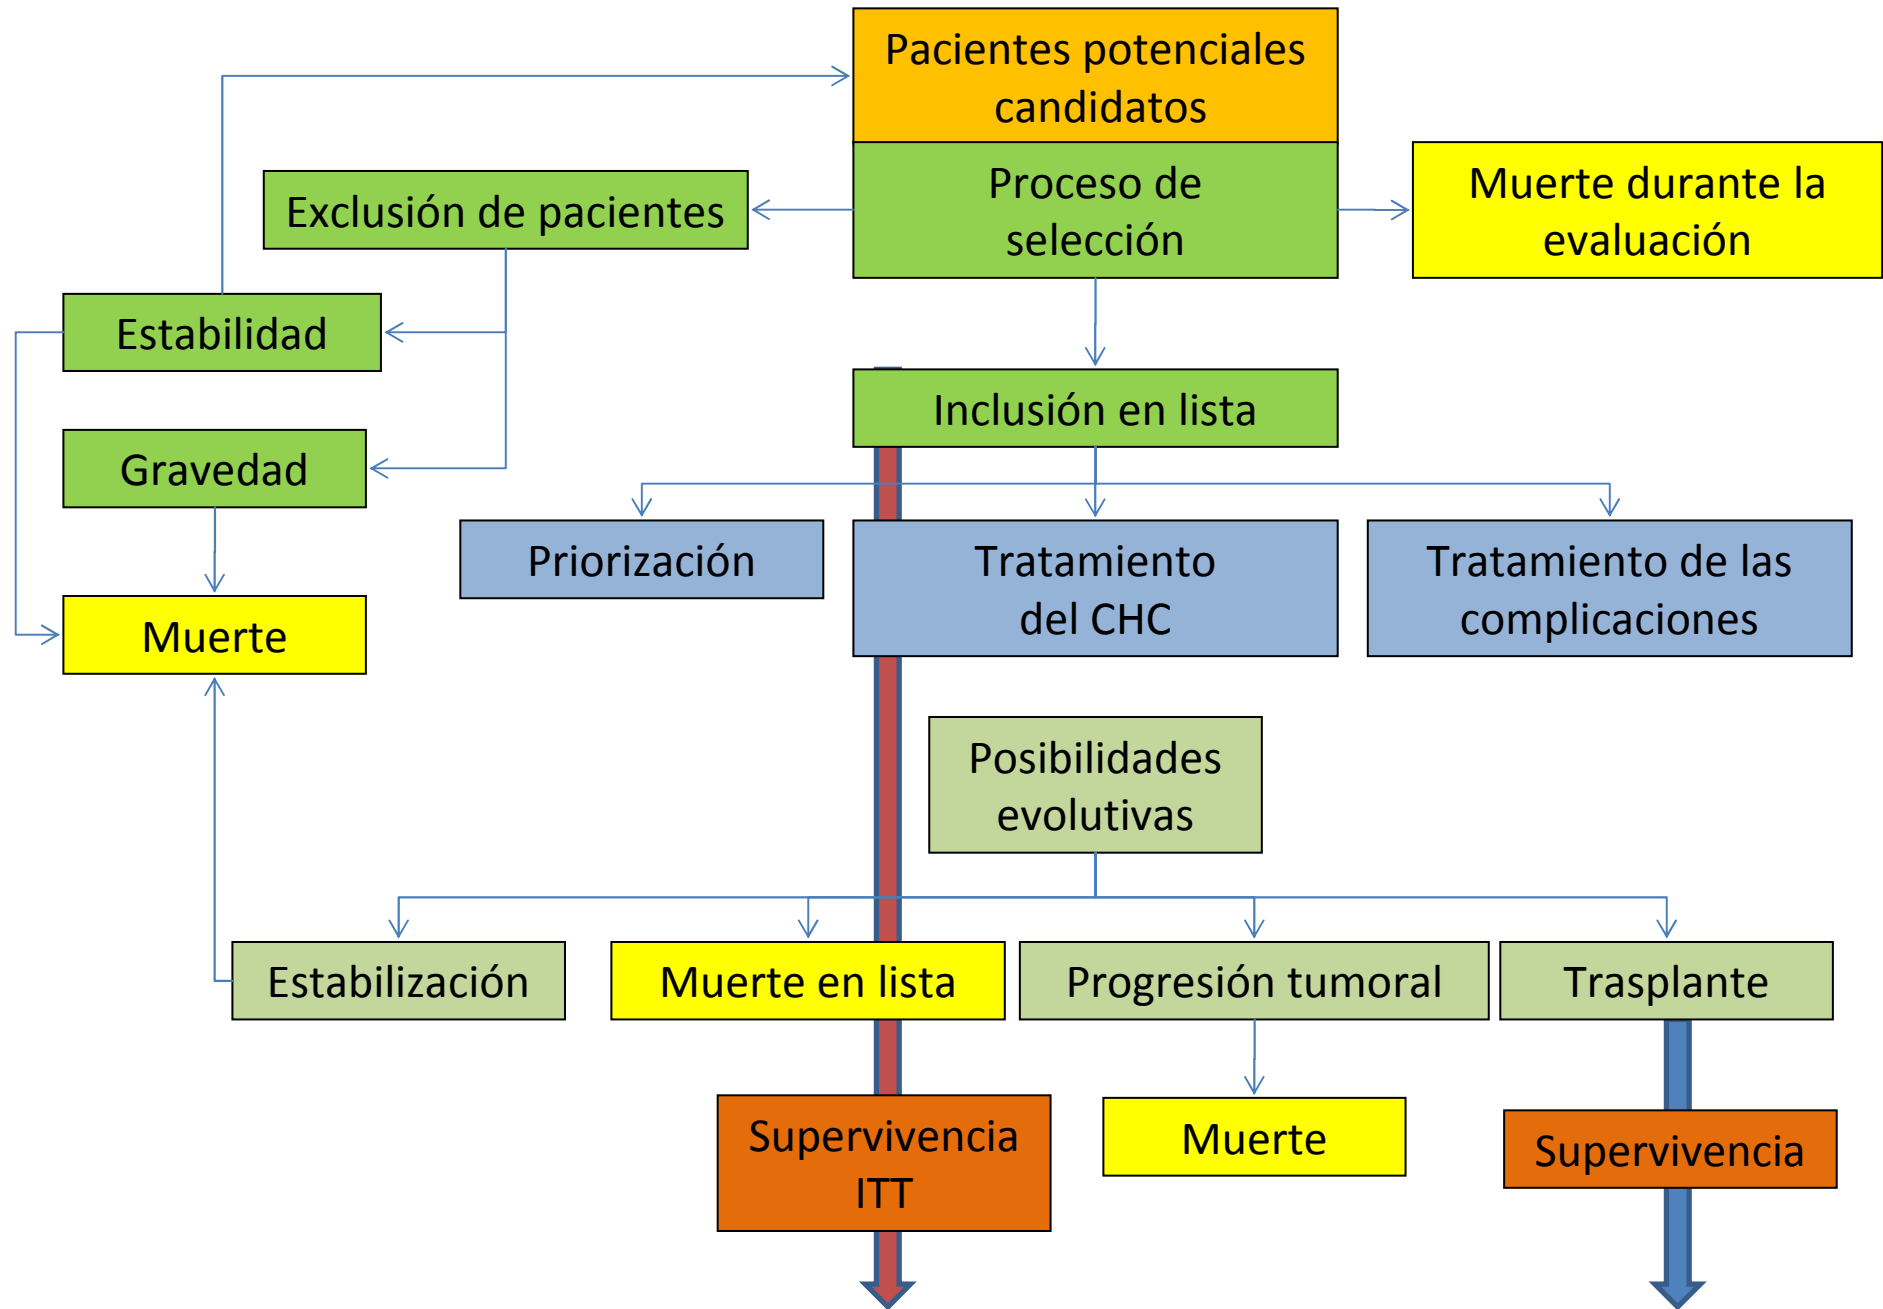 Pacientes potenciales
candidatos
Proceso de
selección
Muerte durante la
evaluación
Exclusión de pacientes
Estabilidad
Inclusión en lista
Gravedad
Priorización
Tratamiento
del CHC
Tratamiento de las
complicaciones
Muerte
Posibilidades
evolutivas
Estabilización
Muerte en lista
Progresión tumoral
Trasplante
Supervivencia
ITT
Muerte
Supervivencia